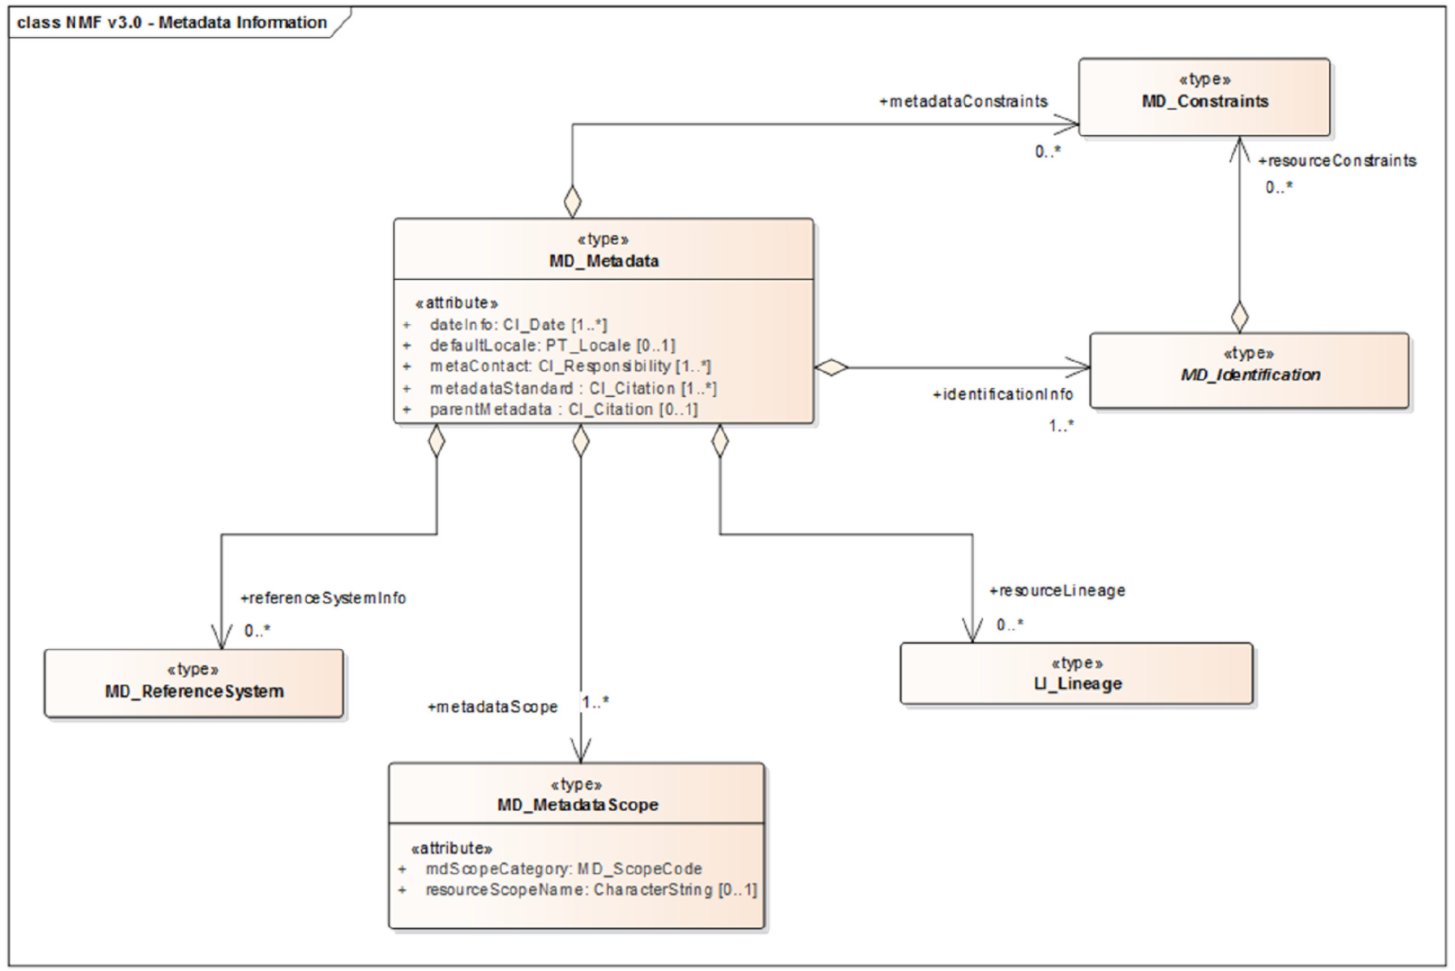 class NMF v3.0 - Metadata Information
«type»
MD_Constraints
+metadataConstraints
0..*
+resourceConstraints
0..*
«type»
MD_Metadata
«attribute»
+ dateInfo: CI_Date [1..*]
+ defaultLocale: PT_Locale [0..1]
+ metaContact: CI_Responsibility [1..*]
+ metadataStandard : CI_Citation [1..*]
+ parentMetadata : CI_Citation [0..1]
«type»
MD_Identification
+identificationInfo
1..*
+referenceSystemInfo
0..*
+resourceLineage
0..*
«type»
MD_ReferenceSystem
«type»
LI_Lineage
+metadataScope
1..*
«type»
MD_MetadataScope
«attribute»
+ mdScopeCategory: MD_ScopeCode
+ resourceScopeName: CharacterString [0..1]